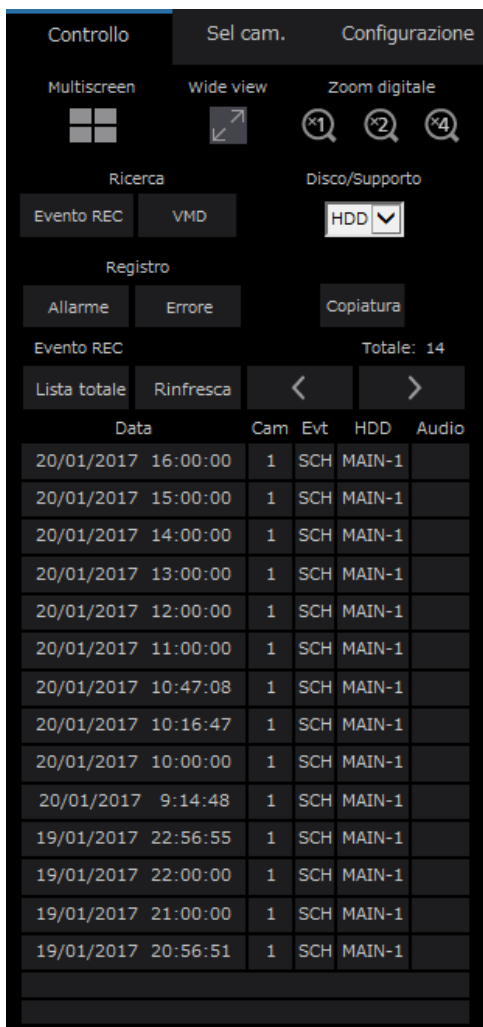 Controllo Sel cam. Configurazione
Multiscreen Wide view Zoom digitale
×1 ×2 ×4
Ricerca Disco/Supporto
Evento REC VMD HDD
Registro
Allarme Errore Copiatura
Evento REC Totale: 14
Lista totale Rinfresca < >
Data Cam Evt HDD Audio
20/01/2017 16:00:00 1 SCH MAIN-1
20/01/2017 15:00:00 1 SCH MAIN-1
20/01/2017 14:00:00 1 SCH MAIN-1
20/01/2017 13:00:00 1 SCH MAIN-1
20/01/2017 12:00:00 1 SCH MAIN-1
20/01/2017 11:00:00 1 SCH MAIN-1
20/01/2017 10:47:08 1 SCH MAIN-1
20/01/2017 10:16:47 1 SCH MAIN-1
20/01/2017 10:00:00 1 SCH MAIN-1
20/01/2017 9:14:48 1 SCH MAIN-1
19/01/2017 22:56:55 1 SCH MAIN-1
19/01/2017 22:00:00 1 SCH MAIN-1
19/01/2017 21:00:00 1 SCH MAIN-1
19/01/2017 20:56:51 1 SCH MAIN-1